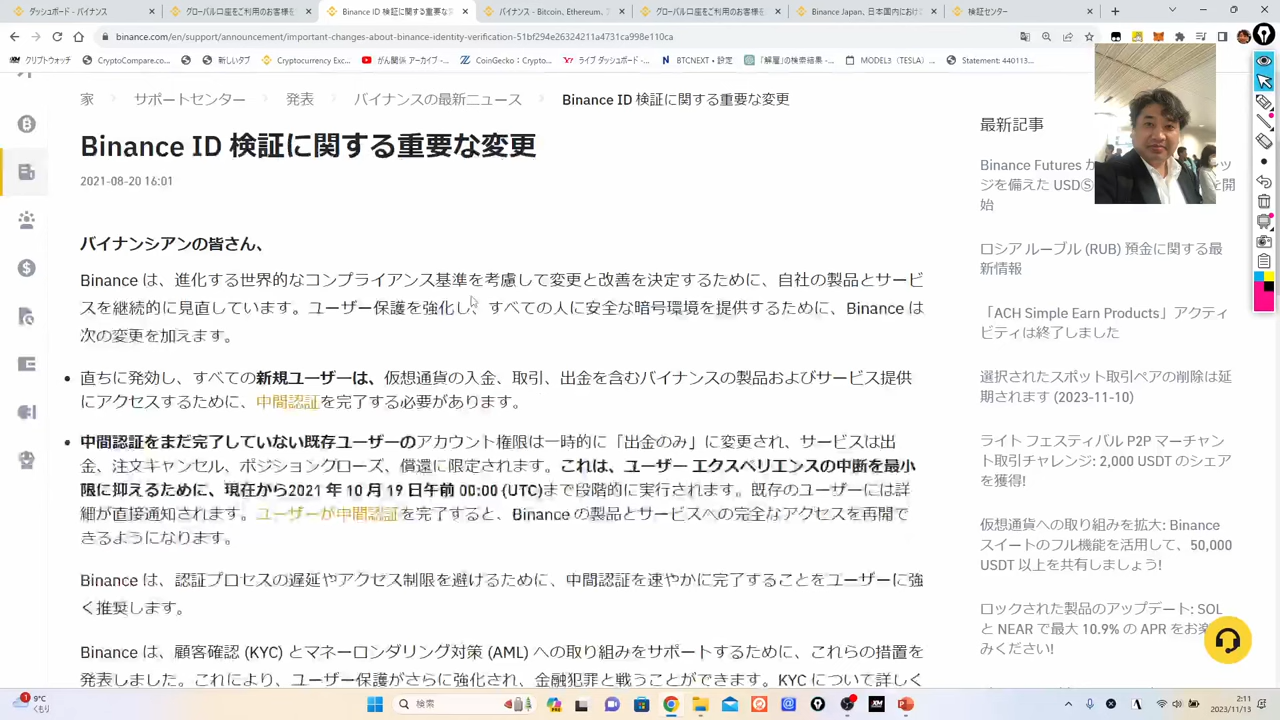 ダッシュボード - バイナンス
グローバル口座をご利用のお客様を
Binance ID 検証に関する重要な
バイナンス - Bitcoin, Ethereum,
グローバル口座をご利用のお客様を
Binance Japan, 日本国内におけ
検証センター
binance.com/en/support/announcement/important-changes-about-binance-identity-verification-51bf294e26324211a4731ca998e110ca
クリプトウォッチ
CryptoCompare.co...
新しいタブ
Cryptocurrency Exc...
がん関係 アーカイブ -...
CoinGecko：Crypto...
ライブ ダッシュボード -...
BTCNEXT • 設定
「解雇」の検索結果 -...
MODEL3（TESLA）...
Statement: 440113...
家
サポートセンター
発表
バイナンスの最新ニュース
Binance ID 検証に関する重要な変更
Binance ID 検証に関する重要な変更
2021-08-20 16:01
バイナンシアンの皆さん、
Binance は、進化する世界的なコンプライアンス基準を考慮して変更と改善を決定するために、自社の製品とサービ
スを継続的に見直しています。ユーザー保護を強化し、すべての人に安全な暗号環境を提供するために、Binance は
次の変更を加えます。
• 直ちに発効し、すべての新規ユーザーは、仮想通貨の入金、取引、出金を含むバイナンスの製品およびサービス提供
にアクセスするために、中間認証を完了する必要があります。
• 中間認証をまだ完了していない既存ユーザーのアカウント権限は一時的に「出金のみ」に変更され、サービスは出
金、注文キャンセル、ポジションクローズ、償還に限定されます。これは、ユーザー エクスペリエンスの中断を最小
限に抑えるために、現在から2021 年 10 月 19 日午前 00:00 (UTC)まで段階的に実行されます。既存のユーザーには詳
細が直接通知されます。ユーザーが中間認証を完了すると、Binance の製品とサービスへの完全なアクセスを再開で
きるようになります。
Binance は、認証プロセスの遅延やアクセス制限を避けるために、中間認証を速やかに完了することをユーザーに強
く推奨します。
Binance は、顧客確認 (KYC) とマネーロンダリング対策 (AML) への取り組みをサポートするために、これらの措置を
発表しました。これにより、ユーザー保護がさらに強化され、金融犯罪と戦うことができます。KYC について詳しく
最新記事
Binance Futures か
ジを備えた USDⓈ
始
ロシア ルーブル (RUB) 預金に関する最
新情報
「ACH Simple Earn Products」アクティ
ビティは終了しました
選択されたスポット取引ペアの削除は延
期されます (2023-11-10)
ライト フェスティバル P2P マーチャン
ト取引チャレンジ: 2,000 USDT のシェア
を獲得!
仮想通貨への取り組みを拡大: Binance
スイートのフル機能を活用して、50,000
USDT 以上を共有しましょう!
ロックされた製品のアップデート: SOL
と NEAR で最大 10.9% の APR をお楽
みください!
9°C
くもり
検索
2:11
2023/11/13